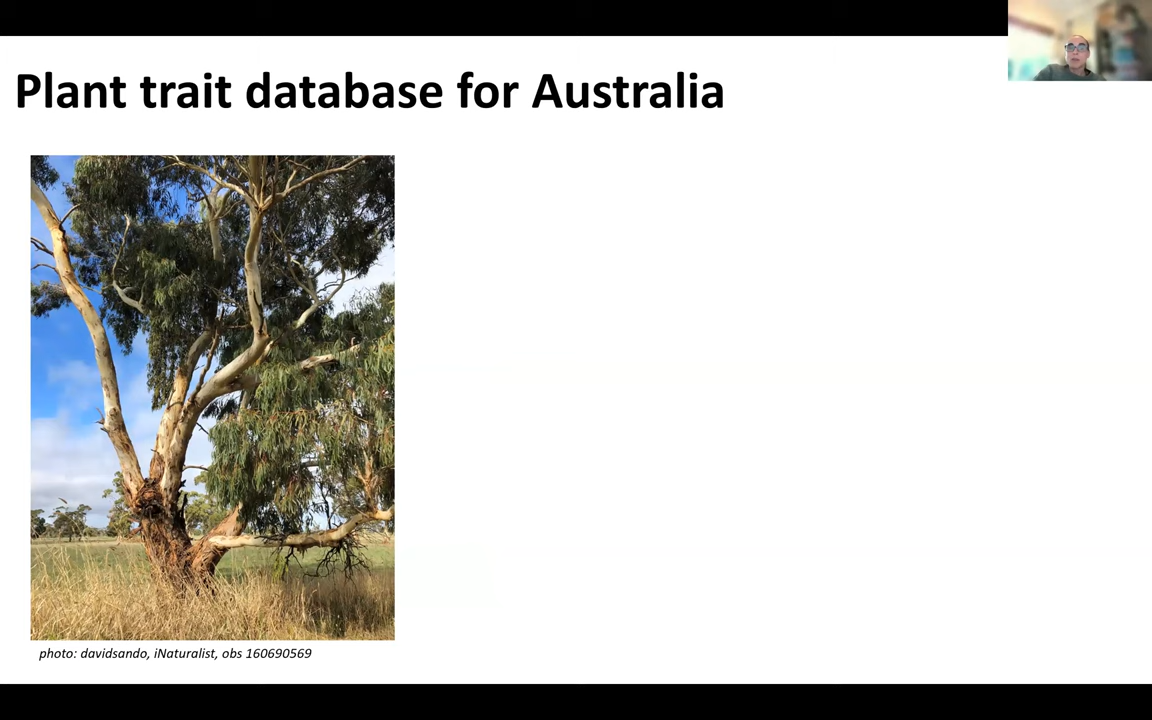 Plant trait database for Australia
photo: davidsando, iNaturalist, obs 160690569